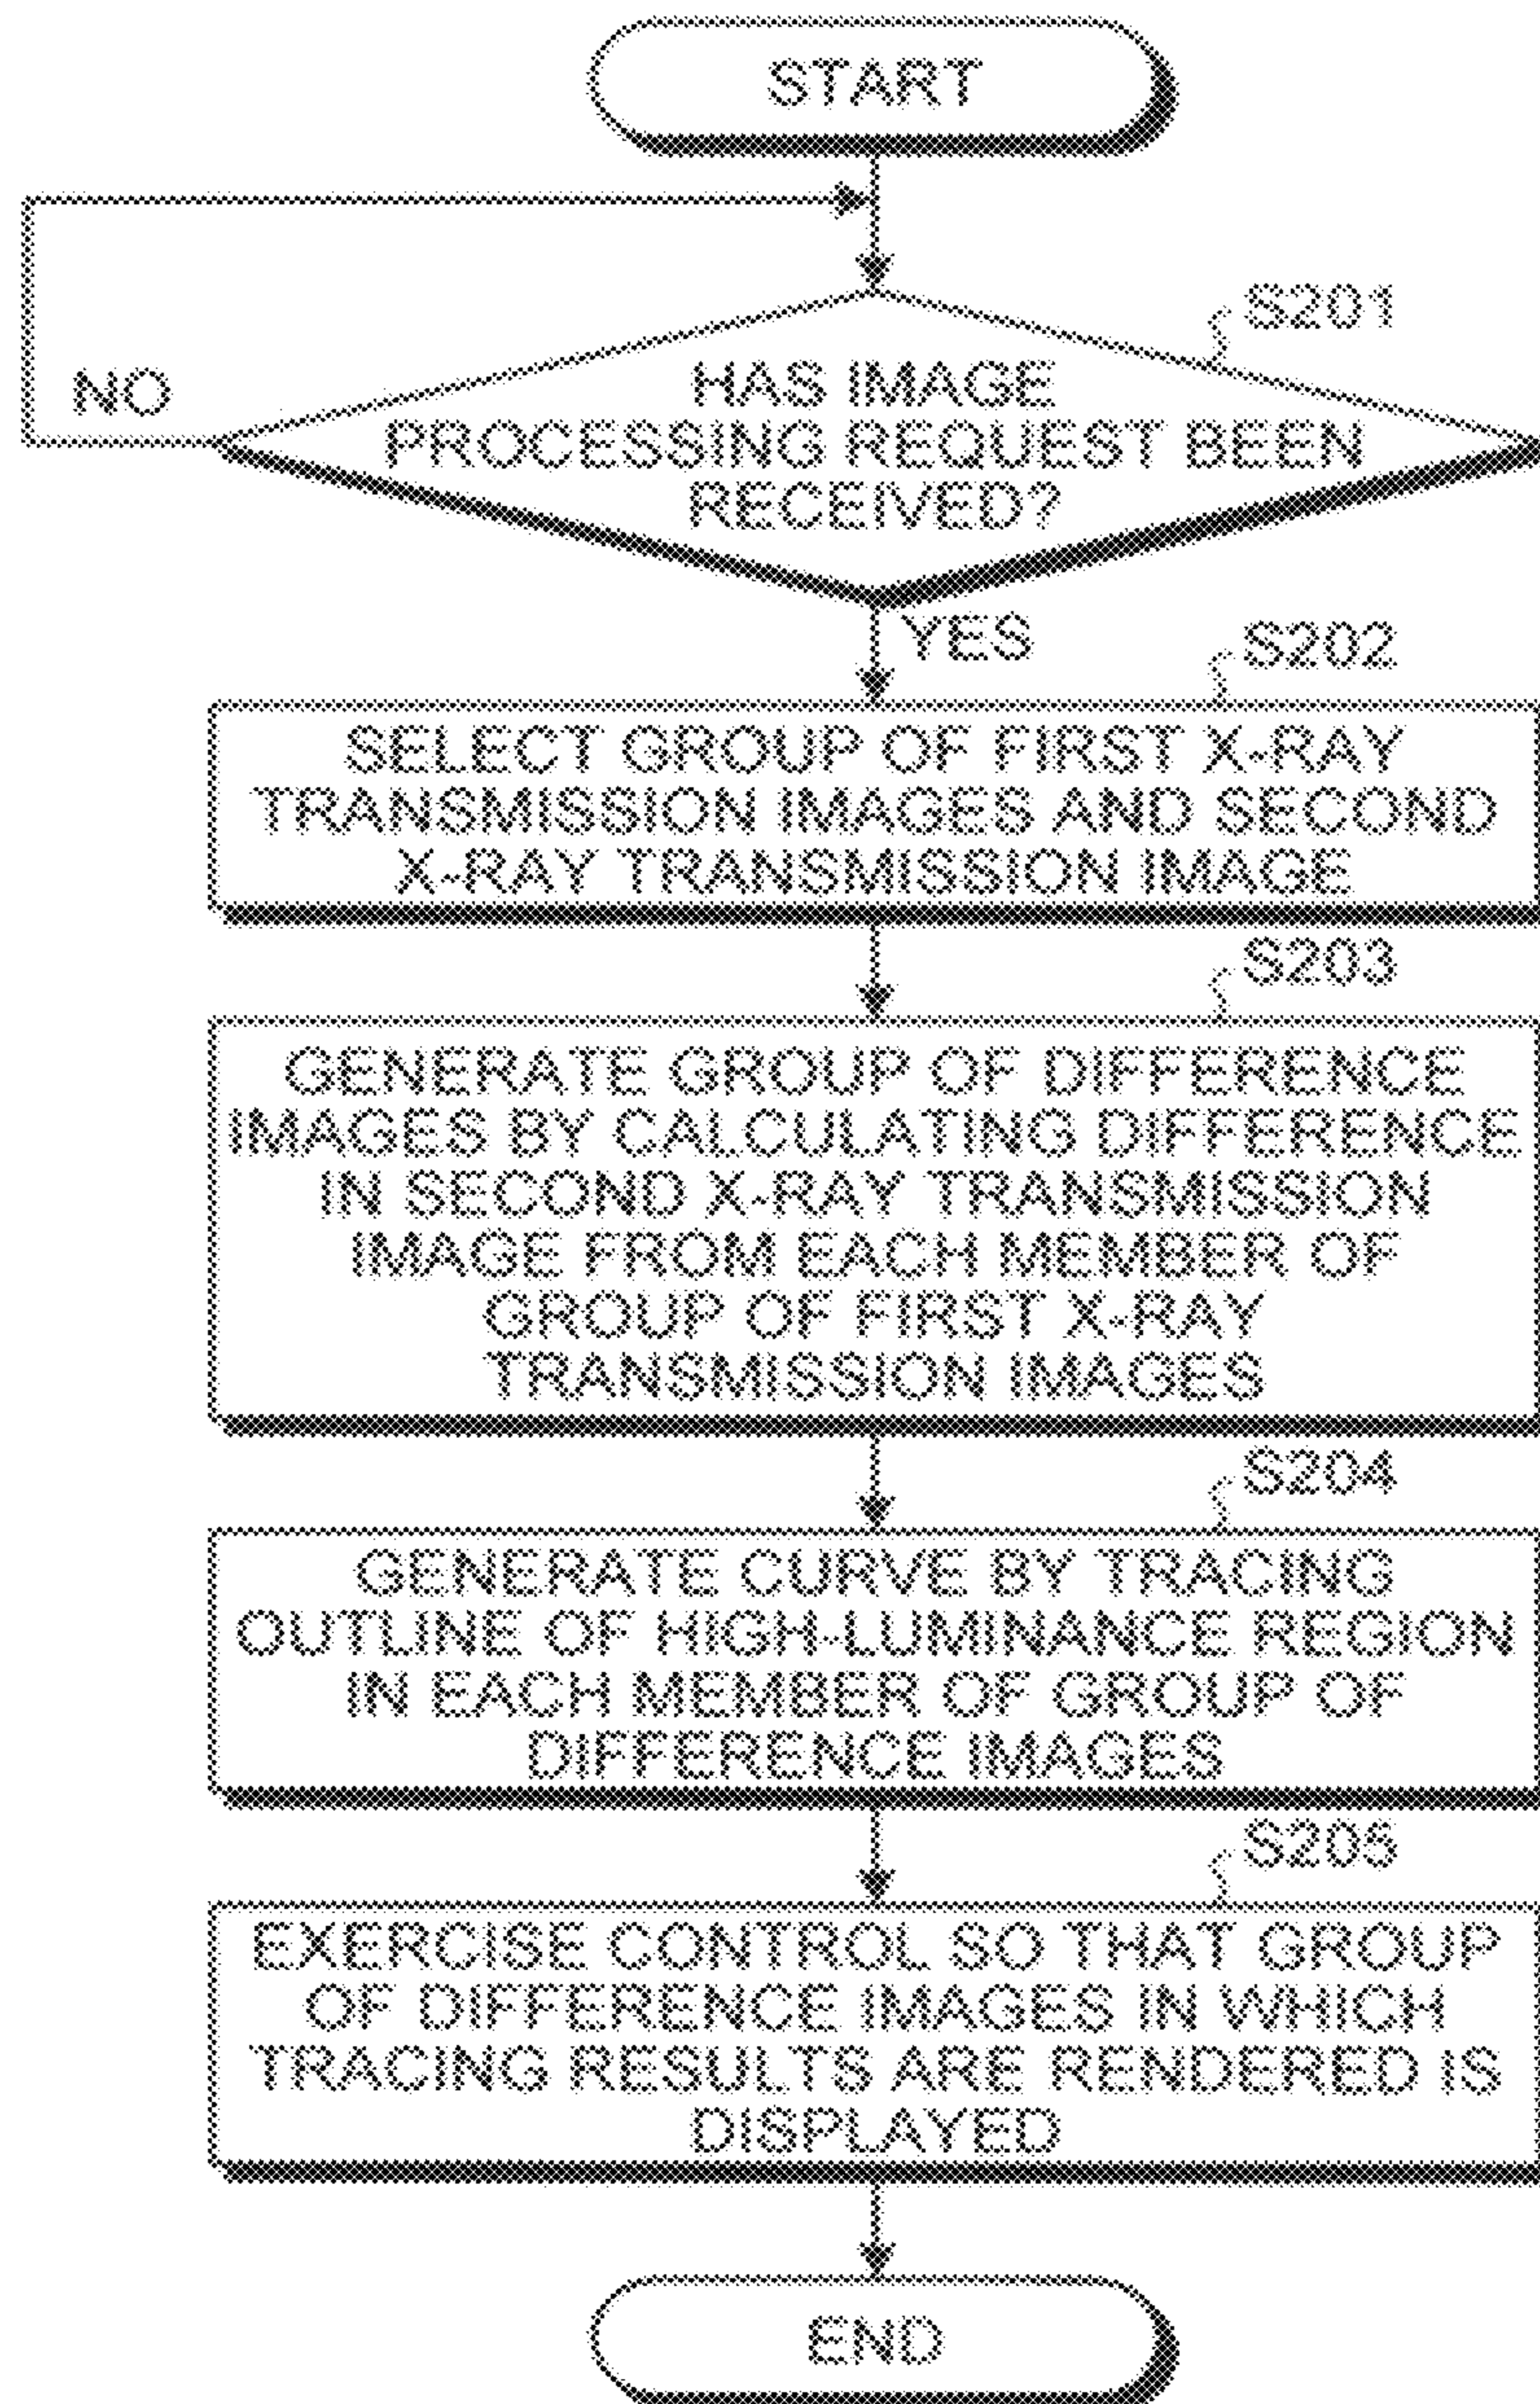 START
S201
NO
HAS IMAGE
PROCESSING REQUEST BEEN
RECEIVED?
YES
S202
SELECT GROUP OF FIRST X-RAY
TRANSMISSION IMAGES AND SECOND
X-RAY TRANSMISSION IMAGE
S203
GENERATE GROUP OF DIFFERENCE
IMAGES BY CALCULATING DIFFERENCE
IN SECOND X-RAY TRANSMISSION
IMAGE FROM EACH MEMBER OF
GROUP OF FIRST X-RAY
TRANSMISSION IMAGES
S204
GENERATE CURVE BY TRACING
OUTLINE OF HIGH-LUMINANCE REGION
IN EACH MEMBER OF GROUP OF
DIFFERENCE IMAGES
S205
EXERCISE CONTROL SO THAT GROUP
OF DIFFERENCE IMAGES IN WHICH
TRACING RESULTS ARE RENDERED IS
DISPLAYED
END